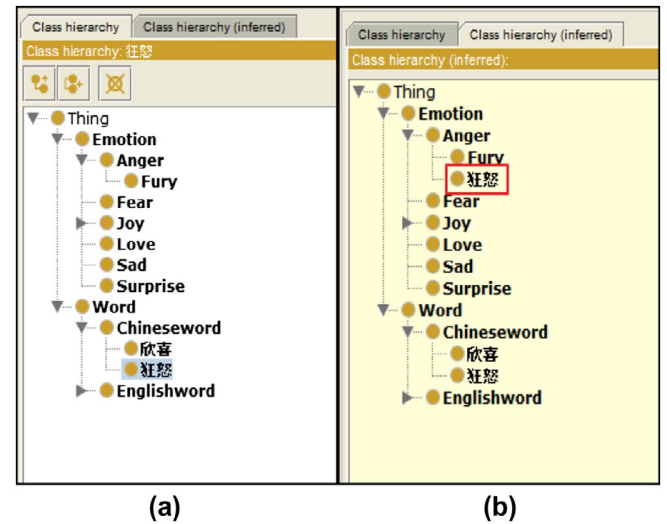 Class hierarchy Class hierarchy (inferred)
Class hierarchy: 狂怒
Thing
Emotion
Anger
Fury
Fear
Joy
Love
Sad
Surprise
Word
Chineseword
欣喜
狂怒
Englishword
(a)
Class hierarchy Class hierarchy (inferred)
Class hierarchy (inferred):
Thing
Emotion
Anger
Fury
狂怒
Fear
Joy
Love
Sad
Surprise
Word
Chineseword
欣喜
狂怒
Englishword
(b)